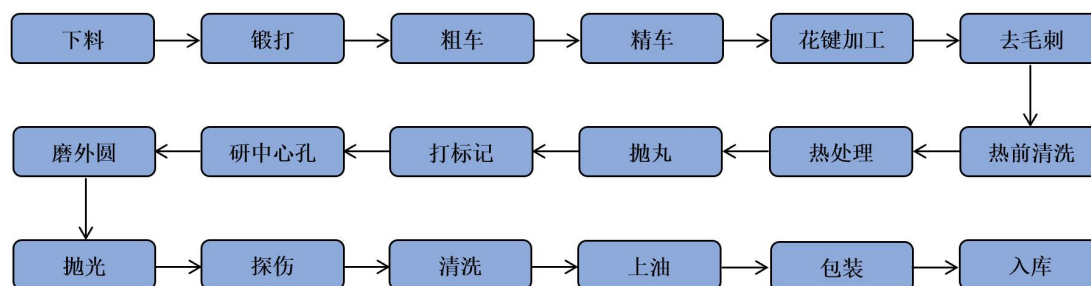 下料
锻打
粗车
精车
花键加工
去毛刺
热前清洗
热处理
抛丸
打标记
研中心孔
磨外圆
抛光
探伤
清洗
上油
包装
入库